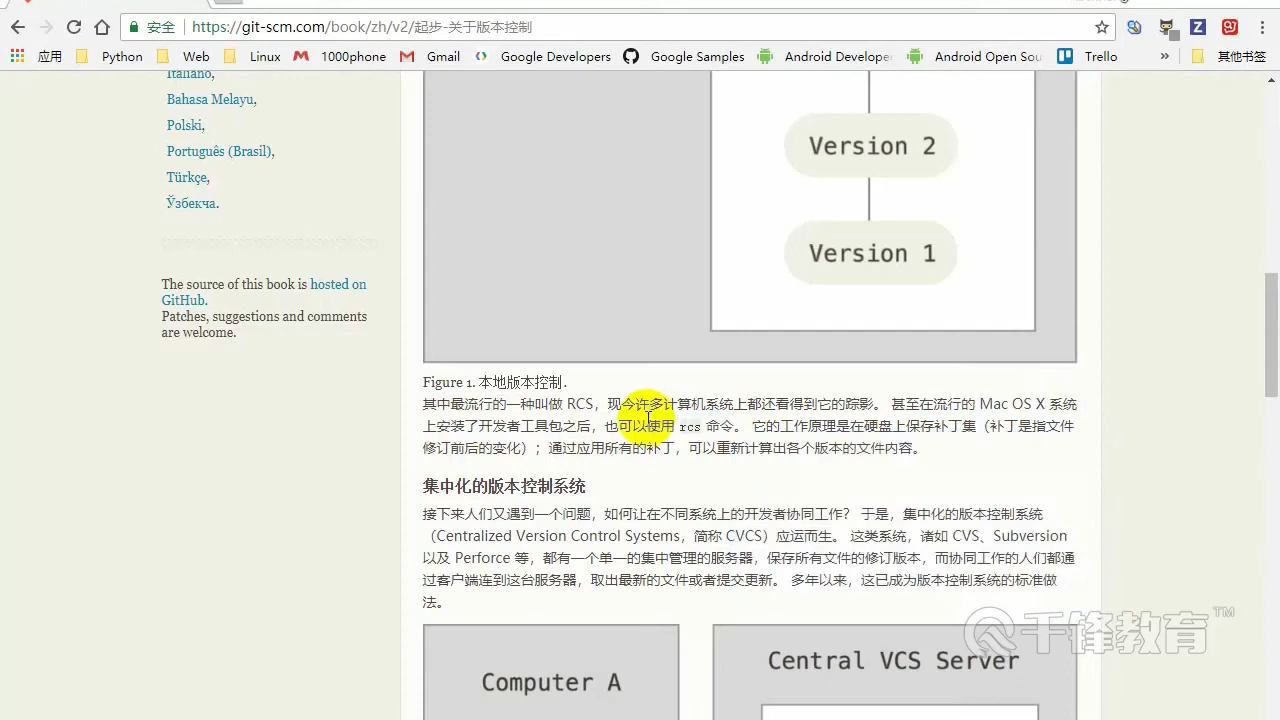 安全
https://git-scm.com/book/zh/v2/起步-关于版本控制
应用
Python
Web
Linux
1000phone
Gmail
Google Developers
Google Samples
Android Develope
Android Open Sou
Trello
»
其他书签
Italiano,
Bahasa Melayu,
Polski,
Português (Brasil),
Türkçe,
Ўзбекча.
The source of this book is hosted on
GitHub.
Patches, suggestions and comments
are welcome.
Version 2
Version 1
Figure 1. 本地版本控制.
其中最流行的一种叫做 RCS，现今许多计算机系统上都还看得到它的踪影。 甚至在流行的 Mac OS X 系统
上安装了开发者工具包之后，也可以使用 rcs 命令。 它的工作原理是在硬盘上保存补丁集（补丁是指文件
修订前后的变化）；通过应用所有的补丁，可以重新计算出各个版本的文件内容。
集中化的版本控制系统
接下来人们又遇到一个问题，如何让在不同系统上的开发者协同工作？ 于是，集中化的版本控制系统
（Centralized Version Control Systems，简称 CVCS）应运而生。 这类系统，诸如 CVS、Subversion
以及 Perforce 等，都有一个单一的集中管理的服务器，保存所有文件的修订版本，而协同工作的人们都通
过客户端连到这台服务器，取出最新的文件或者提交更新。 多年以来，这已成为版本控制系统的标准做
法。
千锋教育™
Computer A
Central VCS Server